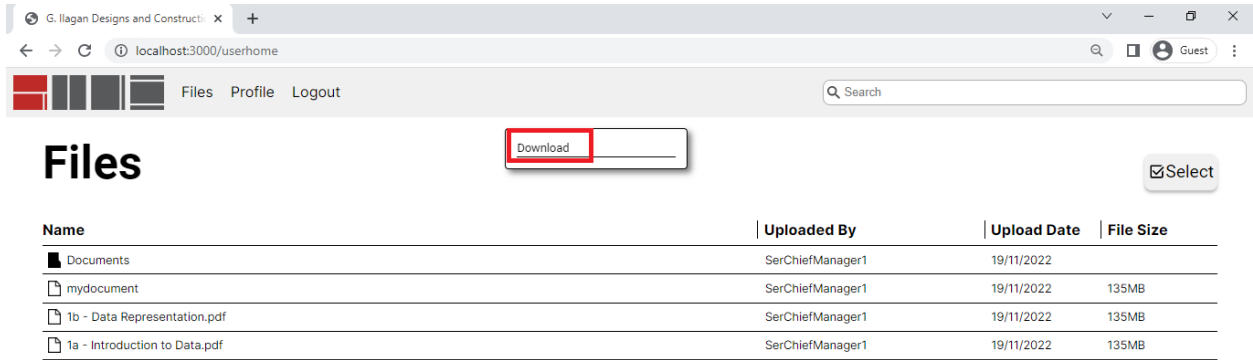 G. Ilagan Designs and Constructi
localhost:3000/userhome
Guest
Files Profile Logout
Search
Download
Files
Select
Name Uploaded By Upload Date File Size
Documents SerChiefManager1 19/11/2022
mydocument SerChiefManager1 19/11/2022 135MB
1b - Data Representation.pdf SerChiefManager1 19/11/2022 135MB
1a - Introduction to Data.pdf SerChiefManager1 19/11/2022 135MB